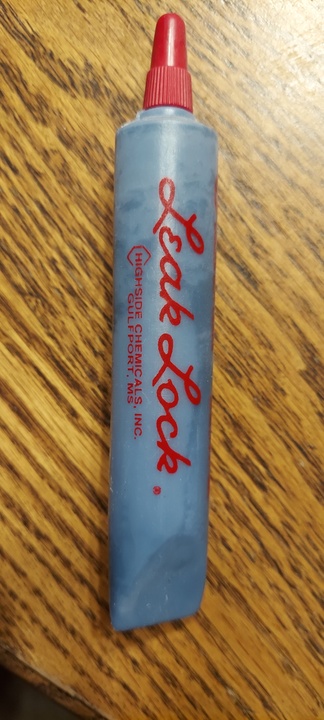 Leak Lock®
HIGHSIDE CHEMICALS, INC.
GULFPORT, MS